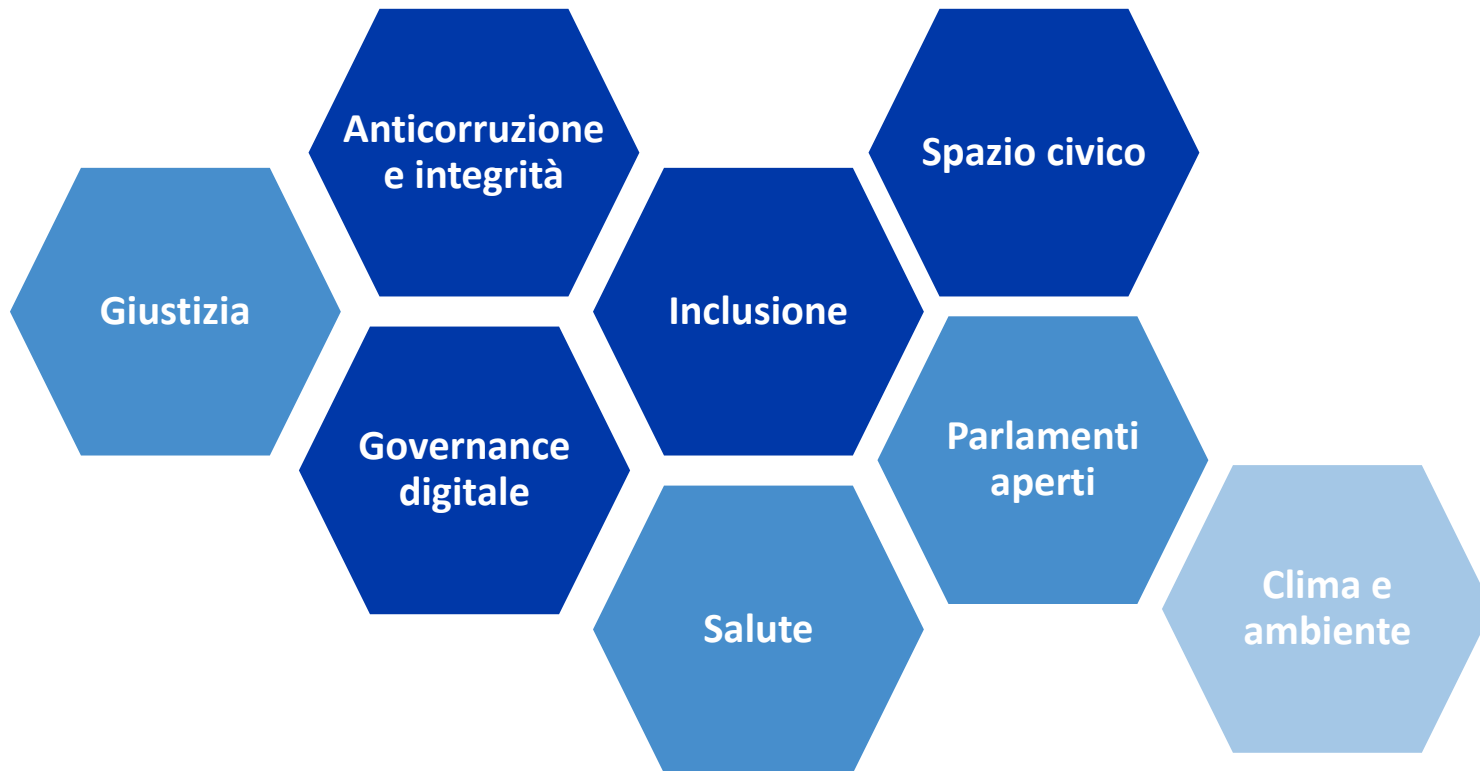 Anticorruzione
e integrità
Spazio civico
Giustizia
Inclusione
Governance
digitale
Parlamenti
aperti
Salute
Clima e
ambiente